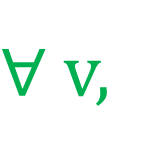 ∀ v,